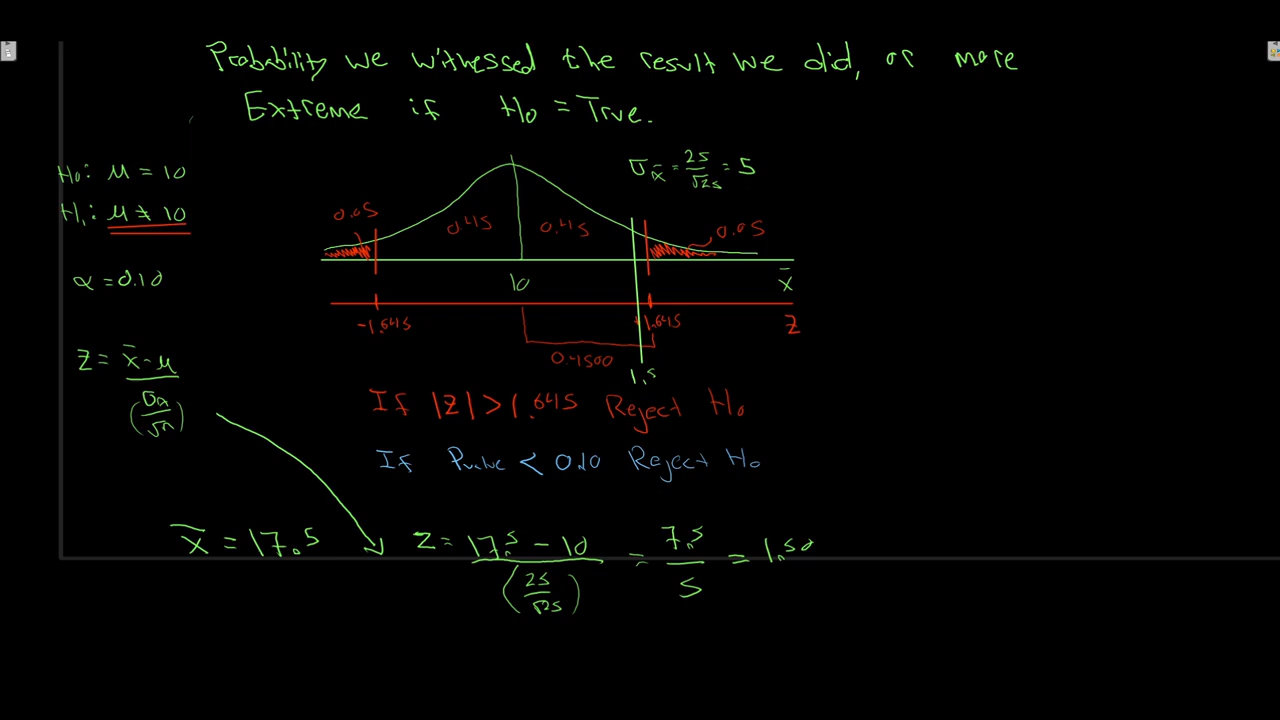 Probability we witnessed the result we did, or more
Extreme if H₀ = True.
H₀: μ = 10
H₁: μ ≠ 10
α = 0.10
Z = x̄ - μ
(σx/√n)
σx̄ = 25/√25 = 5
0.05
0.45
0.45
0.05
10
x̄
-1.645
+1.645
Z
0.4500
1.5
If |Z| > 1.645 Reject H₀
If Pvalue < 0.10 Reject H₀
x̄ = 17.5
Z = 17.5 - 10 = 7.5 = 1.50
(25/√25)
5